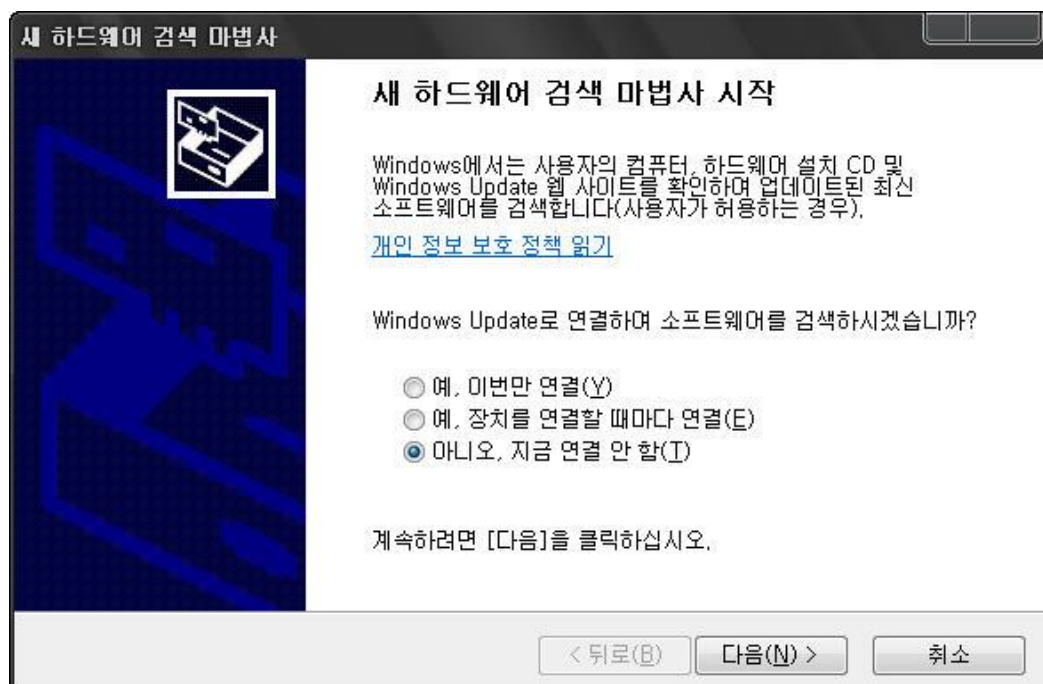 새 하드웨어 검색 마법사
새 하드웨어 검색 마법사 시작
Windows에서는 사용자의 컴퓨터, 하드웨어 설치 CD 및
Windows Update 웹 사이트를 확인하여 업데이트된 최신
소프트웨어를 검색합니다(사용자가 허용하는 경우).
개인 정보 보호 정책 읽기
Windows Update로 연결하여 소프트웨어를 검색하시겠습니까?
예, 이번만 연결(Y)
예, 장치를 연결할 때마다 연결(E)
아니오, 지금 연결 안 함(T)
계속하려면 [다음]을 클릭하십시오.
< 뒤로(B) 다음(N) > 취소